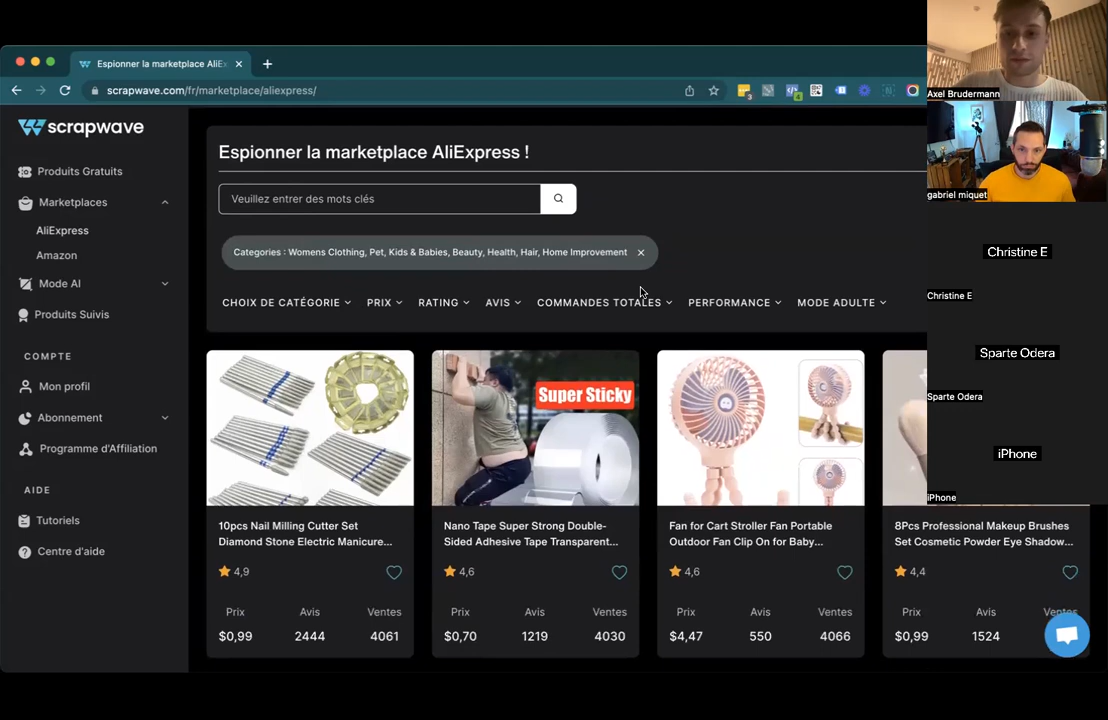 Espionner la marketplace AliEx
scrapwave.com/fr/marketplace/aliexpress/
scrapwave
Produits Gratuits
Marketplaces
AliExpress
Amazon
Mode AI
Produits Suivis
COMPTE
Mon profil
Abonnement
Programme d'Affiliation
AIDE
Tutoriels
Centre d'aide
Espionner la marketplace AliExpress !
Veuillez entrer des mots clés
Categories : Womens Clothing, Pet, Kids & Babies, Beauty, Health, Hair, Home Improvement
CHOIX DE CATÉGORIE PRIX RATING AVIS COMMANDES TOTALES PERFORMANCE MODE ADULTE
10pcs Nail Milling Cutter Set
Diamond Stone Electric Manicure...
4,9
Prix Avis Ventes
$0,99 2444 4061
Super Sticky
Nano Tape Super Strong Double-
Sided Adhesive Tape Transparent...
4,6
Prix Avis Ventes
$0,70 1219 4030
Fan for Cart Stroller Fan Portable
Outdoor Fan Clip On for Baby...
4,6
Prix Avis Ventes
$4,47 550 4066
8Pcs Professional Makeup Brushes
Set Cosmetic Powder Eye Shadow...
4,4
Prix Avis Ventes
$0,99 1524
Axel Brudermann
gabriel miquet
Christine E
Christine E
Sparte Odera
Sparte Odera
iPhone
iPhone